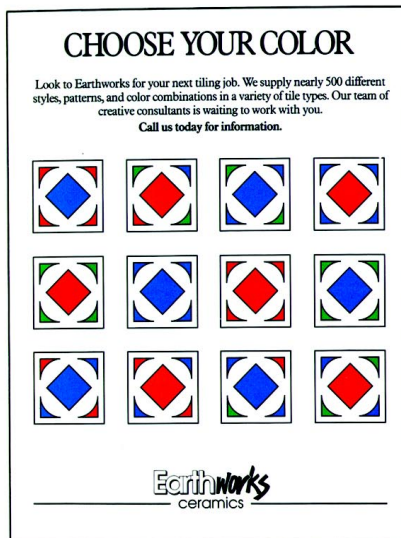 CHOOSE YOUR COLOR
Look to Earthworks for your next tiling job. We supply nearly 500 different
styles, patterns, and color combinations in a variety of tile types. Our team of
creative consultants is waiting to work with you.
Call us today for information.
Earthworks
ceramics